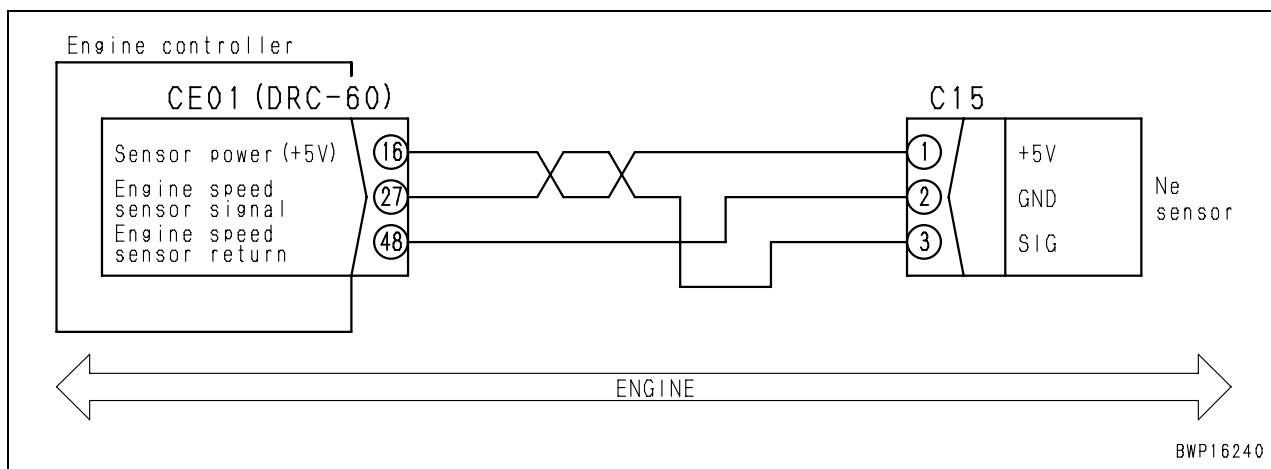 Engine controller
CE01 (DRC-60)
C15
Sensor power (+5V)
16
1
+5V
Engine speed
sensor signal
27
2
GND
Ne
sensor
Engine speed
sensor return
48
3
SIG
ENGINE
BWP16240